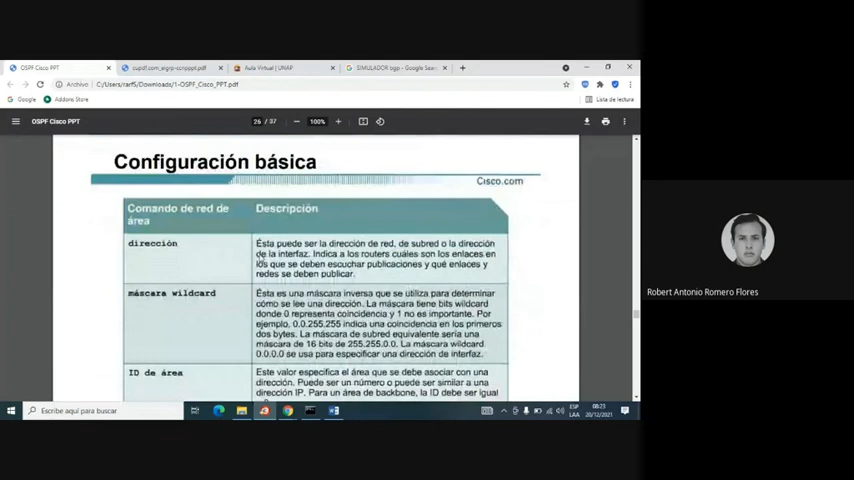 OSPF Cisco PPT
cupdf.com_eigrp-ccnpppt.pdf
Aula Virtual | UNAP
SIMULADOR bgp - Google Sear
Archivo
C:/Users/rarf5/Downloads/1-OSPF_Cisco_PPT.pdf
Google
Addons Store
Lista de lectura
OSPF Cisco PPT
26 / 37
100%
Configuración básica
Cisco.com
Comando de red de
área
Descripción
dirección
Ésta puede ser la dirección de red, de subred o la dirección
de la interfaz. Indica a los routers cuáles son los enlaces en
los que se deben escuchar publicaciones y qué enlaces y
redes se deben publicar.
máscara wildcard
Ésta es una máscara inversa que se utiliza para determinar
cómo se lee una dirección. La máscara tiene bits wildcard
donde 0 representa coincidencia y 1 no es importante. Por
ejemplo, 0.0.255.255 indica una coincidencia en los primeros
dos bytes. La máscara de subred equivalente sería una
máscara de 16 bits de 255.255.0.0. La máscara wildcard
0.0.0.0 se usa para especificar una dirección de interfaz.
ID de área
Este valor especifica el área que se debe asociar con una
dirección. Puede ser un número o puede ser similar a una
dirección IP. Para un área de backbone, la ID debe ser igual
Robert Antonio Romero Flores
Escribe aquí para buscar
ESP
LAA
08:23
20/12/2021